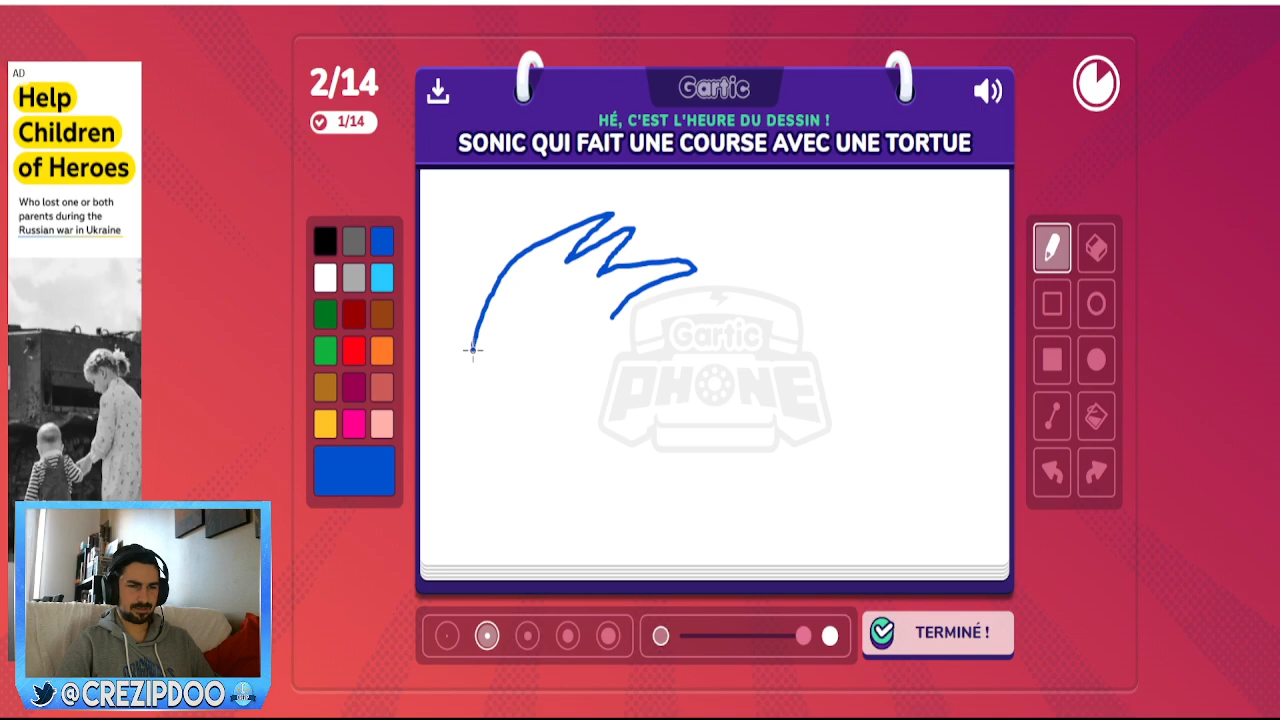 AD
Help
Children
of Heroes
Who lost one or both
parents during the
Russian war in Ukraine
2/14
1/14
Gartic
HÉ, C'EST L'HEURE DU DESSIN !
SONIC QUI FAIT UNE COURSE AVEC UNE TORTUE
Gartic
PHONE
TERMINÉ !
@CREZIPDOO